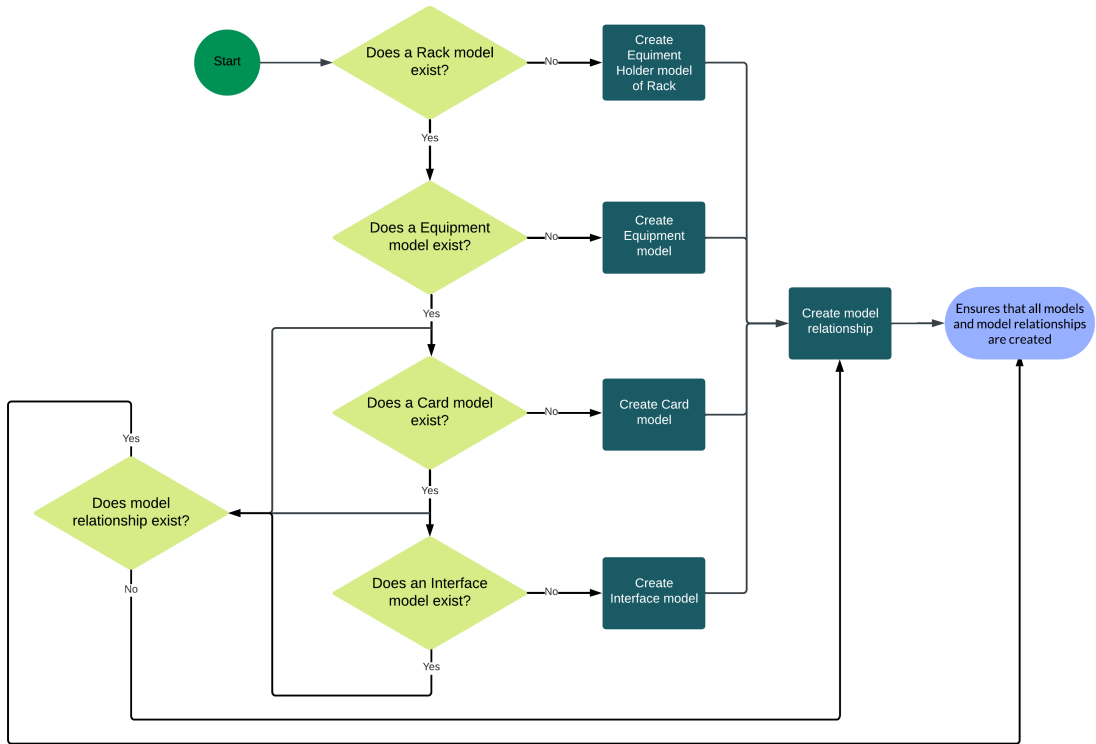 Start
Does a Rack model
exist?
No
Create
Equiment
Holder model
of Rack
Yes
Does a Equipment
model exist?
No
Create
Equipment
model
Yes
Create model
relationship
Ensures that all models
and model relationships
are created
Does a Card model
exist?
No
Create Card
model
Yes
Yes
Does model
relationship exist?
No
Does an Interface
model exist?
No
Create
Interface model
Yes